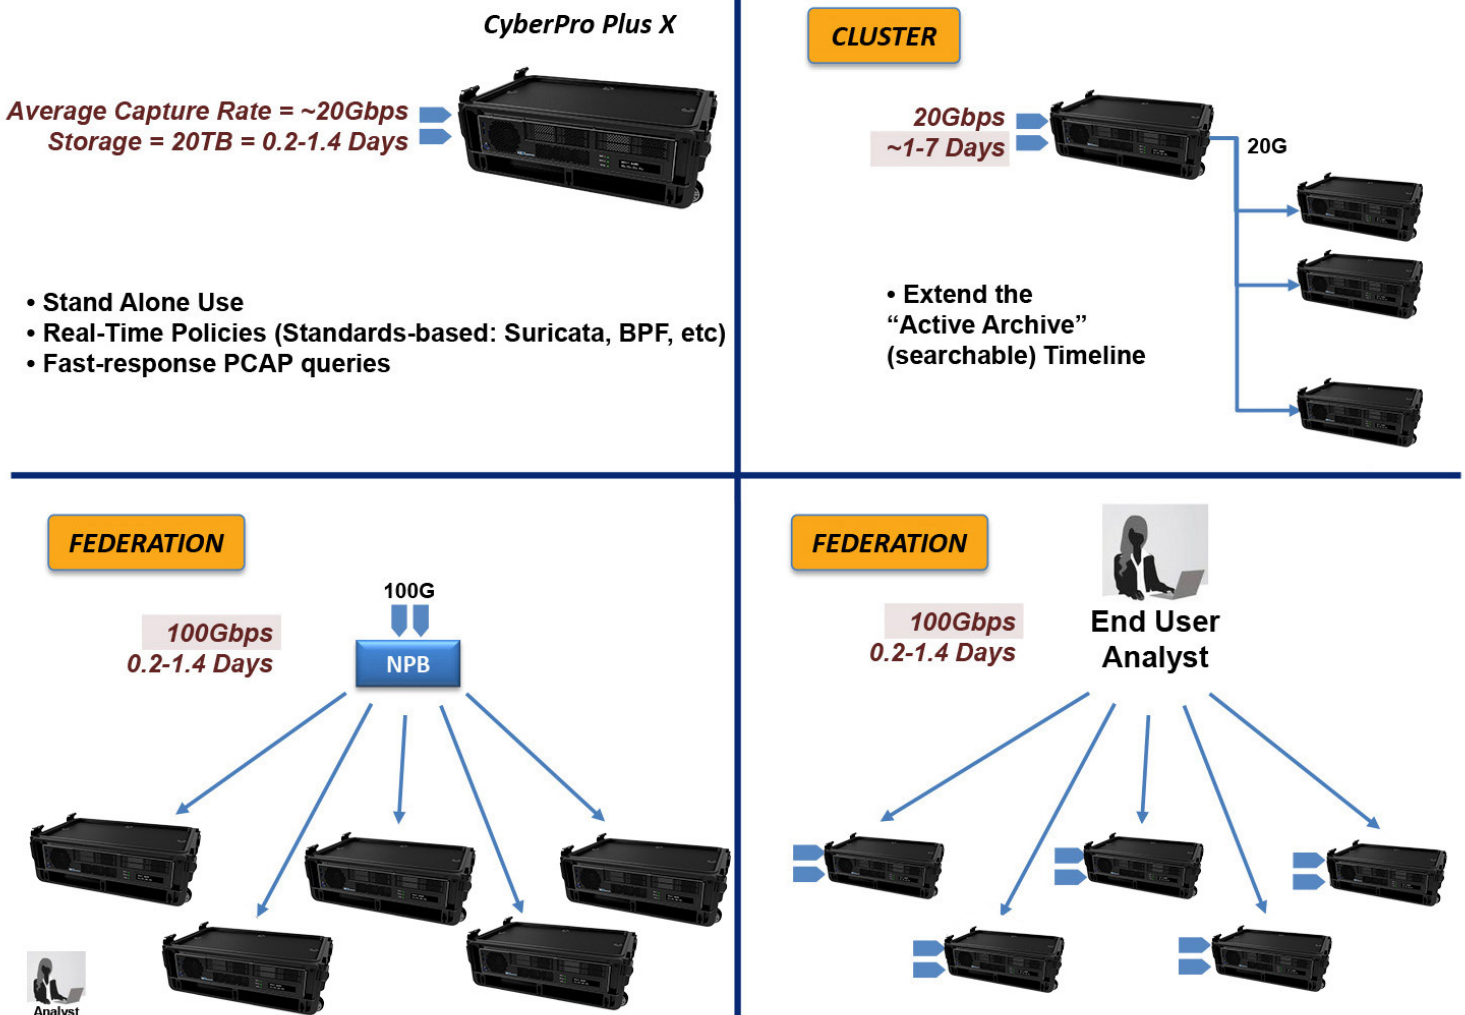 CyberPro Plus X
Average Capture Rate = ~20Gbps
Storage = 20TB = 0.2-1.4 Days
• Stand Alone Use
• Real-Time Policies (Standards-based: Suricata, BPF, etc)
• Fast-response PCAP queries
CLUSTER
20Gbps
~1-7 Days
20G
• Extend the
“Active Archive”
(searchable) Timeline
FEDERATION
100G
100Gbps
0.2-1.4 Days
NPB
Analyst
FEDERATION
100Gbps
0.2-1.4 Days
End User
Analyst